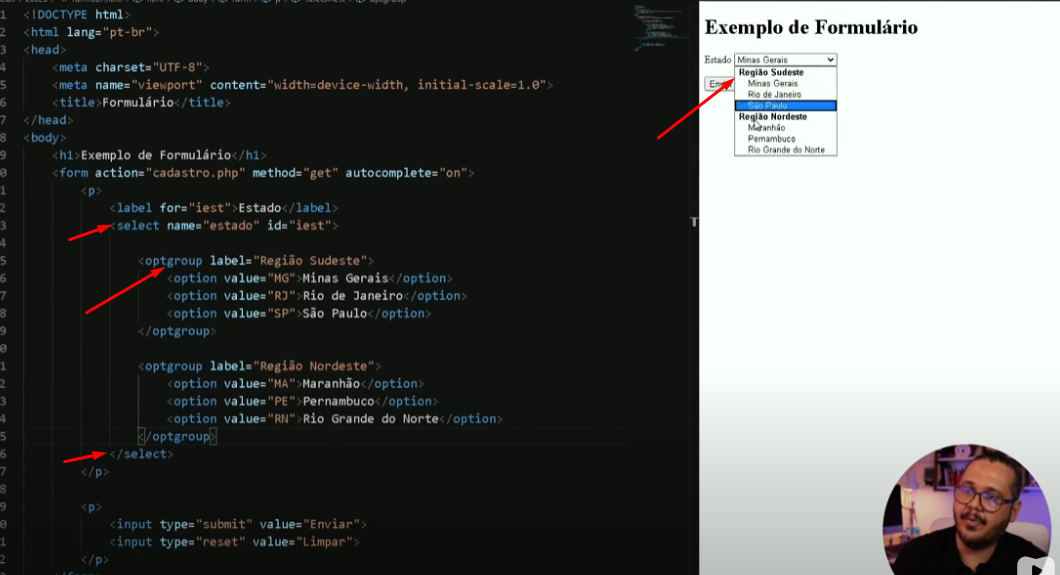 1 <!DOCTYPE html>
2 <html lang="pt-br">
3 <head>
4 <meta charset="UTF-8">
5 <meta name="viewport" content="width=device-width, initial-scale=1.0">
6 <title>Formulário</title>
7 </head>
8 <body>
9 <h1>Exemplo de Formulário</h1>
0 <form action="cadastro.php" method="get" autocomplete="on">
1 <p>
2 <label for="iest">Estado</label>
3 <select name="estado" id="iest">
4
5 <optgroup label="Região Sudeste">
6 <option value="MG">Minas Gerais</option>
7 <option value="RJ">Rio de Janeiro</option>
8 <option value="SP">São Paulo</option>
9 </optgroup>
0
1 <optgroup label="Região Nordeste">
2 <option value="MA">Maranhão</option>
3 <option value="PE">Pernambuco</option>
4 <option value="RN">Rio Grande do Norte</option>
5 </optgroup>
6 </select>
7 </p>
8
9 <p>
0 <input type="submit" value="Enviar">
1 <input type="reset" value="Limpar">
2 </p>
Exemplo de Formulário
Estado Minas Gerais
Região Sudeste
Minas Gerais
Rio de Janeiro
São Paulo
Região Nordeste
Maranhão
Pernambuco
Rio Grande do Norte
T